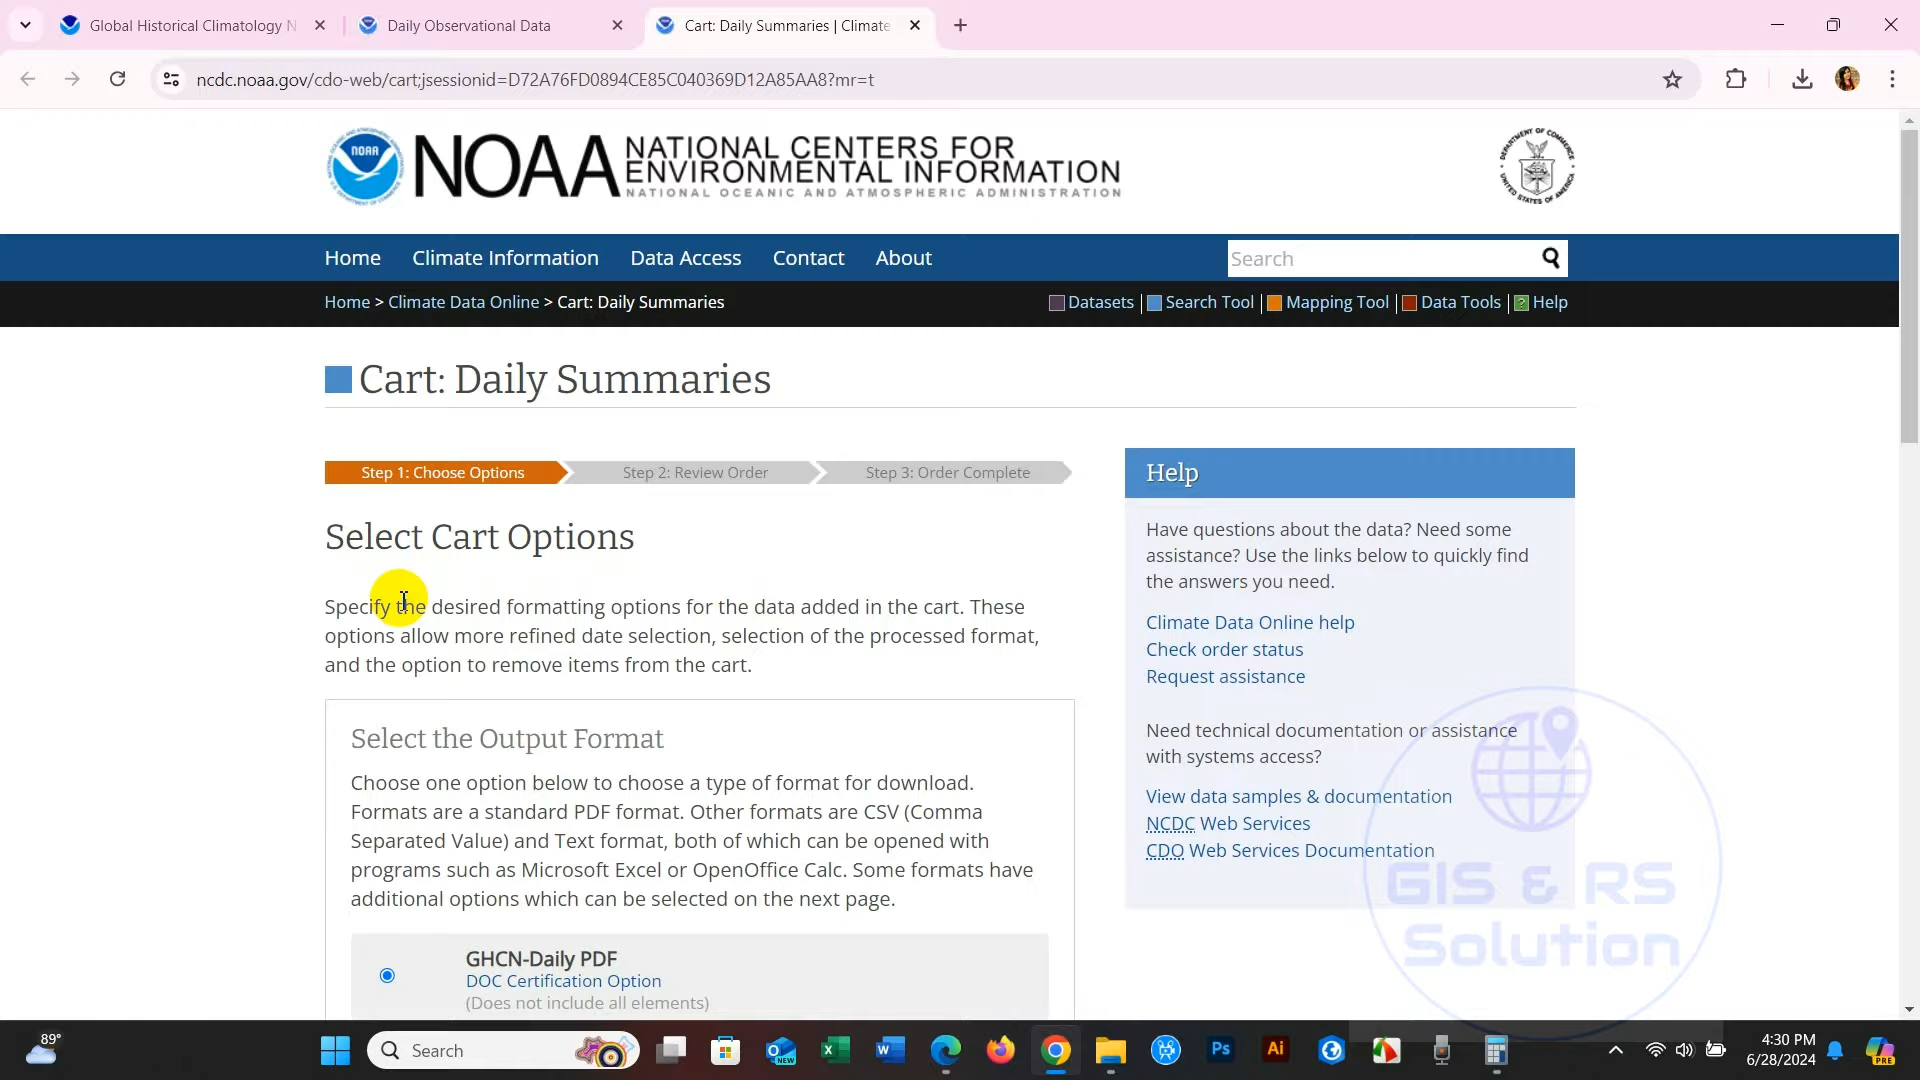 Global Historical Climatology N
Daily Observational Data
Cart: Daily Summaries | Climate
ncdc.noaa.gov/cdo-web/cart;jsessionid=D72A76FD0894CE85C040369D12A85AA8?mr=t
NOAA
NOAA NATIONAL CENTERS FOR
ENVIRONMENTAL INFORMATION
NATIONAL OCEANIC AND ATMOSPHERIC ADMINISTRATION
DEPARTMENT OF COMMERCE
UNITED STATES OF AMERICA
Home Climate Information Data Access Contact About
Search
Home > Climate Data Online > Cart: Daily Summaries
Datasets | Search Tool | Mapping Tool | Data Tools | ? Help
Cart: Daily Summaries
Step 1: Choose Options Step 2: Review Order Step 3: Order Complete
Select Cart Options
Specify the desired formatting options for the data added in the cart. These
options allow more refined date selection, selection of the processed format,
and the option to remove items from the cart.
Select the Output Format
Choose one option below to choose a type of format for download.
Formats are a standard PDF format. Other formats are CSV (Comma
Separated Value) and Text format, both of which can be opened with
programs such as Microsoft Excel or OpenOffice Calc. Some formats have
additional options which can be selected on the next page.
GHCN-Daily PDF
DOC Certification Option
(Does not include all elements)
Help
Have questions about the data? Need some
assistance? Use the links below to quickly find
the answers you need.
Climate Data Online help
Check order status
Request assistance
Need technical documentation or assistance
with systems access?
View data samples & documentation
NCDC Web Services
CDO Web Services Documentation
GIS & RS
Solution
89°
Search
NEW
Ps
Ai
4:30 PM
6/28/2024
PRE